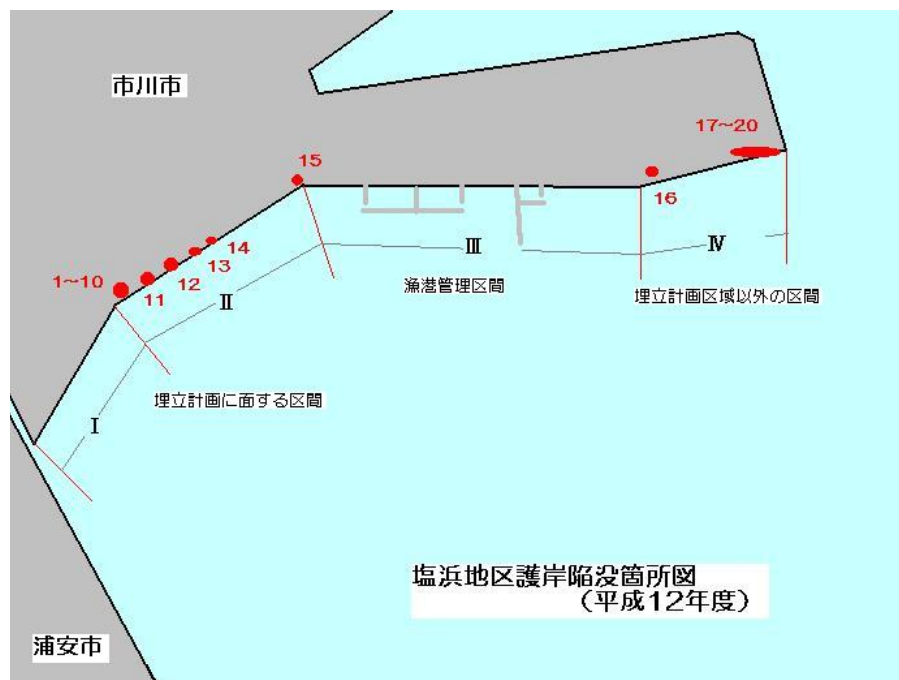 市川市
17~20
15
16
14
13
12
11
1~10
Ⅰ
Ⅱ
Ⅲ
Ⅳ
漁港管理区間
埋立計画区域以外の区間
埋立計画に面する区間
塩浜地区護岸陥没箇所図
（平成12年度）
浦安市